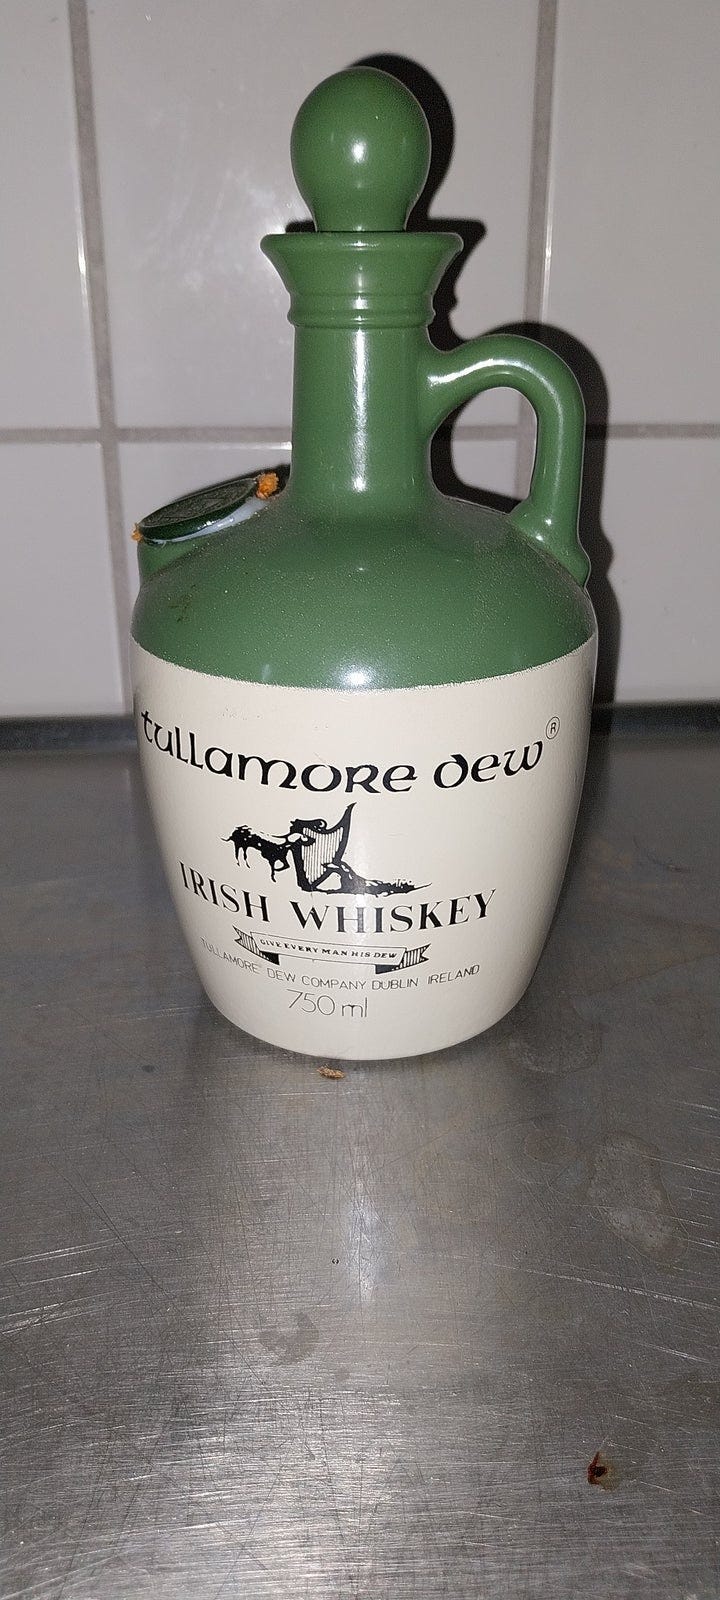 tullamore dew®
IRISH WHISKEY
GIVE EVERY MAN HIS DEW
TULLAMORE DEW COMPANY DUBLIN IRELAND
750 ml